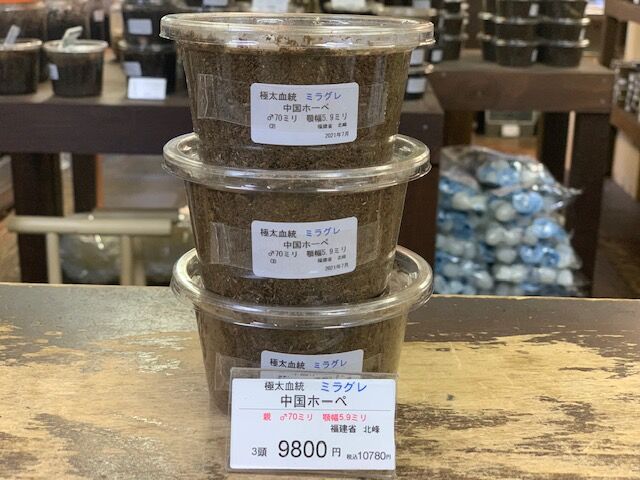 極太血統 ミラグレ
中国ホーペ
♂70ミリ 顎幅5.9ミリ
(2) 福建省 北峰
2021年7月
極太血統 ミラグレ
中国ホーペ
♂70ミリ 顎幅5.9ミリ
福建省 北峰
2021年7月
極太血統 ミラグレ
極太血統 ミラグレ
中国ホーペ
親 ♂70ミリ 顎幅5.9ミリ
福建省 北峰
3頭 9800円 税込10780円